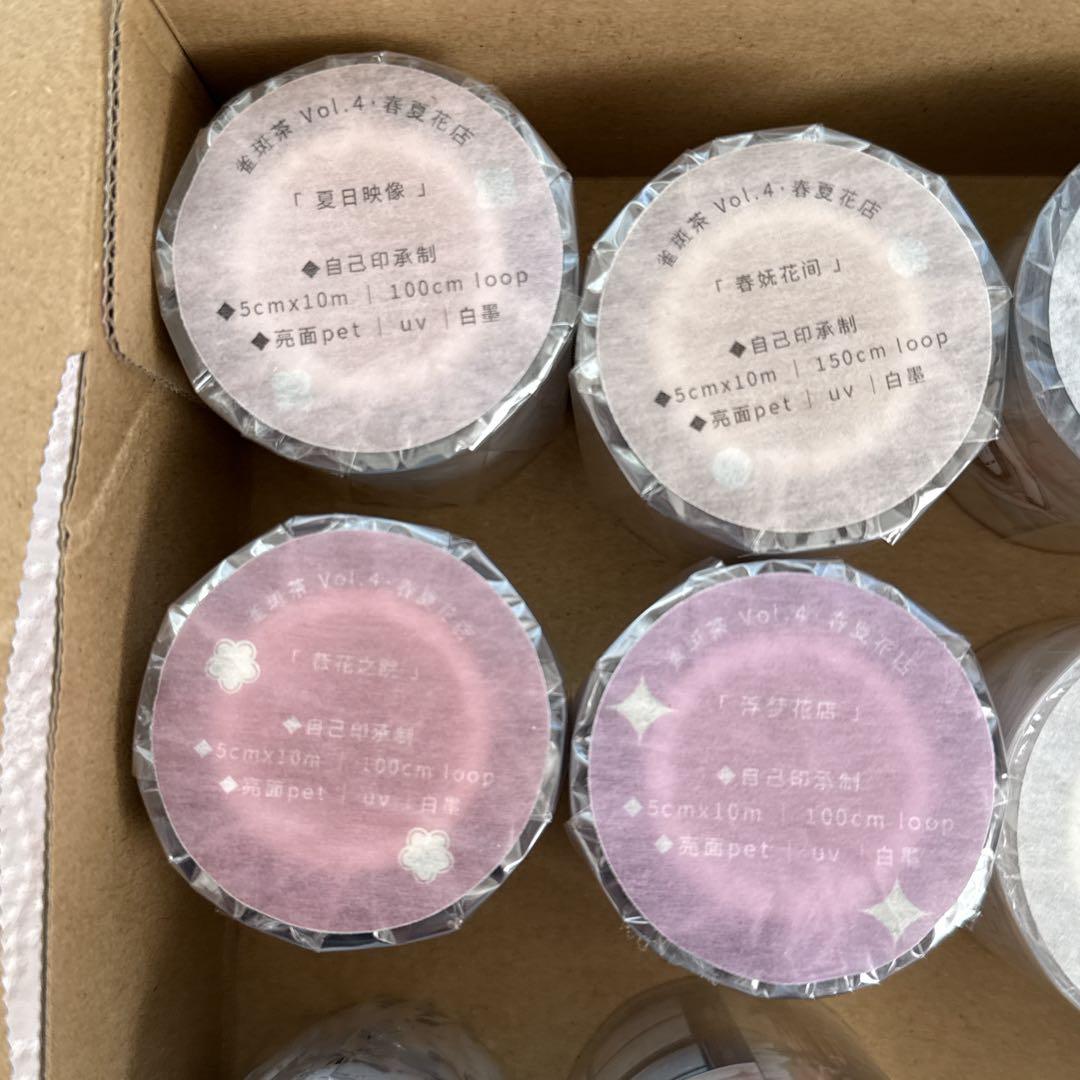 雀斑茶 Vol.4·春夏花店
「 夏日映像 」
◆自己印承制
◆5cmx10m | 100cm loop
◆亮面pet | uv | 白墨
雀斑茶 Vol.4·春夏花店
「 春妩花间 」
◆自己印承制
◆5cmx10m | 150cm loop
◆亮面pet | uv | 白墨
雀斑茶 Vol.4·春夏花店
「 薇花之 」
◆自己印承制
◆5cmx10m | 100cm loop
◆亮面pet | uv | 白墨
雀斑茶 Vol.4·春夏花店
「 浮梦花店 」
◆自己印承制
◆5cmx10m | 100cm loop
◆亮面pet | uv | 白墨